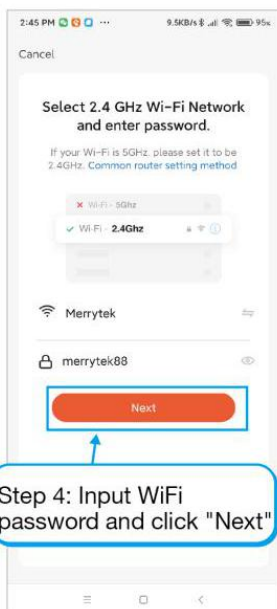 2:45 PM ··· 9.5KB/s 95%
Cancel
Select 2.4 GHz Wi-Fi Network
and enter password.
If your Wi-Fi is 5GHz, please set it to be
2.4GHz. Common router setting method
Wi-Fi - 5Ghz
Wi-Fi - 2.4Ghz
Merrytek
merrytek88
Next
Step 4: Input WiFi
password and click "Next"